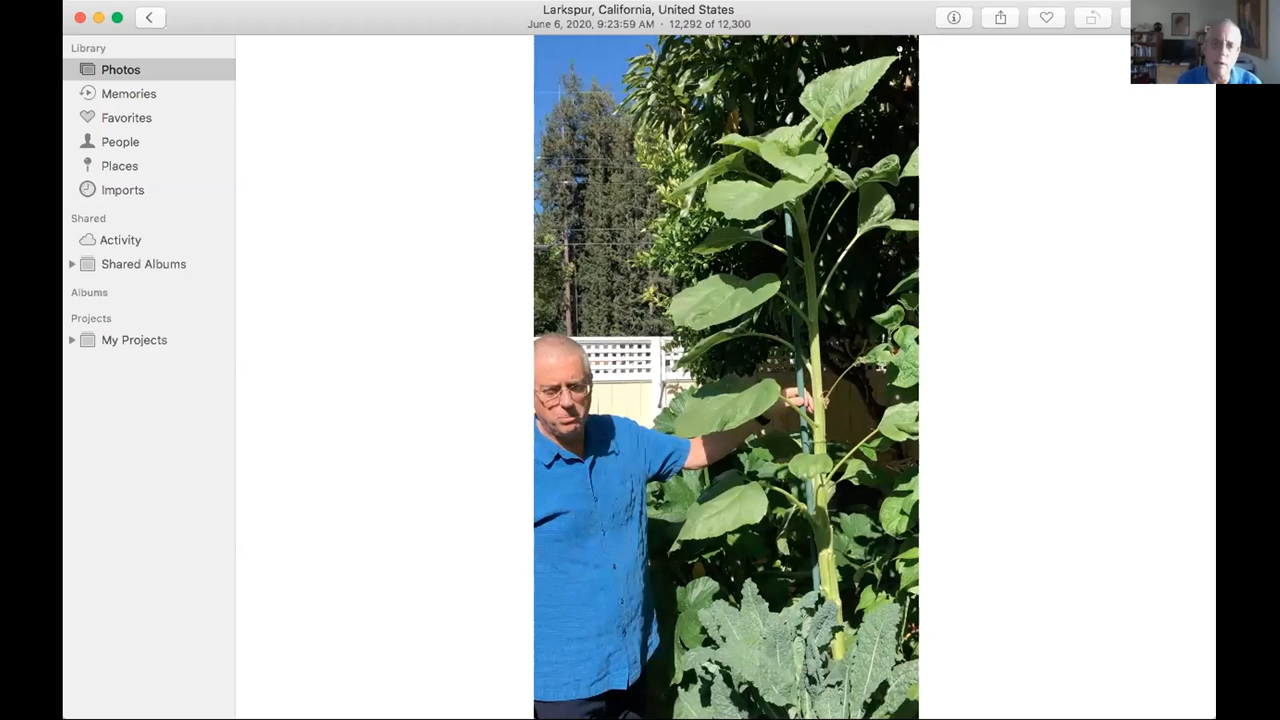 Larkspur, California, United States
June 6, 2020, 9:23:59 AM · 12,292 of 12,300
Library
Photos
Memories
Favorites
People
Places
Imports
Shared
Activity
Shared Albums
Albums
Projects
My Projects